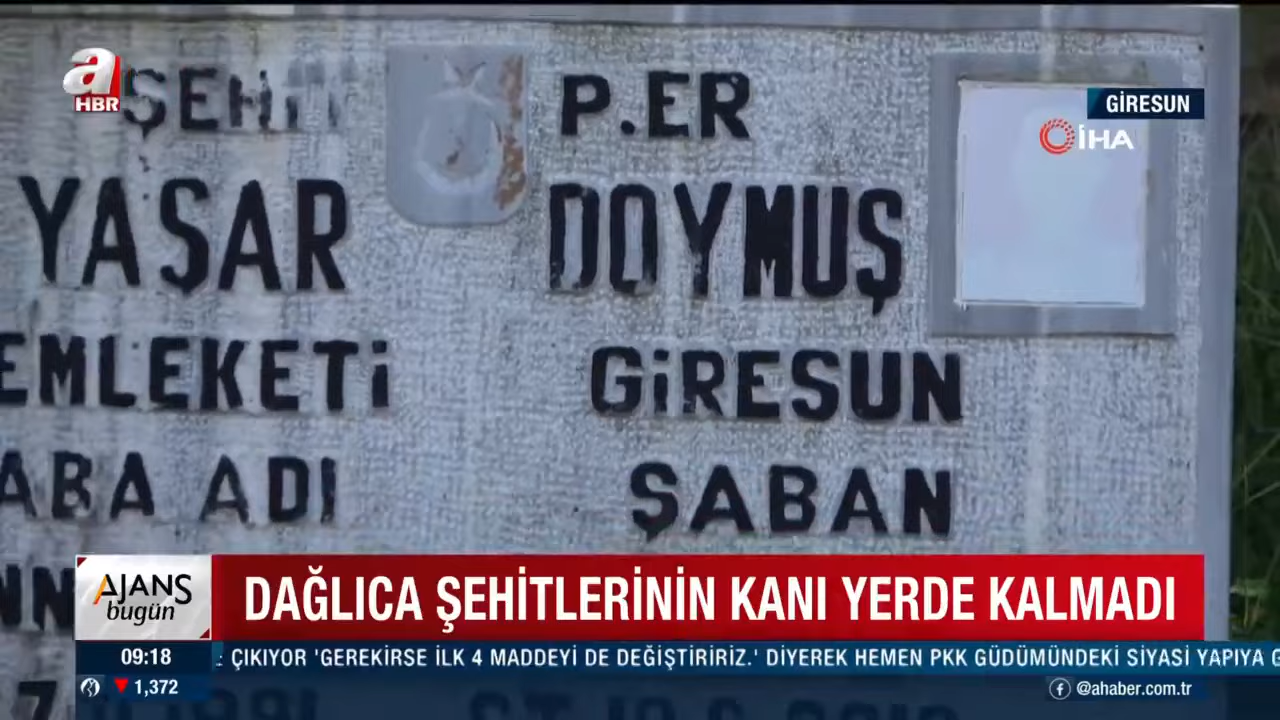 a
HBR
ŞEHİT P.ER
GİRESUN
İHA
YAŞAR DOYMUŞ
EMLEKETİ GİRESUN
ABA ADI ŞABAN
AJANS
bugün
DAĞLICA ŞEHİTLERİNİN KANI YERDE KALMADI
09:18
ÇIKIYOR 'GEREKİRSE İLK 4 MADDEYİ DE DEĞİŞTİRİRİZ.' DİYEREK HEMEN PKK GÜDÜMÜNDEKİ SİYASİ YAPIYA G
1,372
@ahaber.com.tr